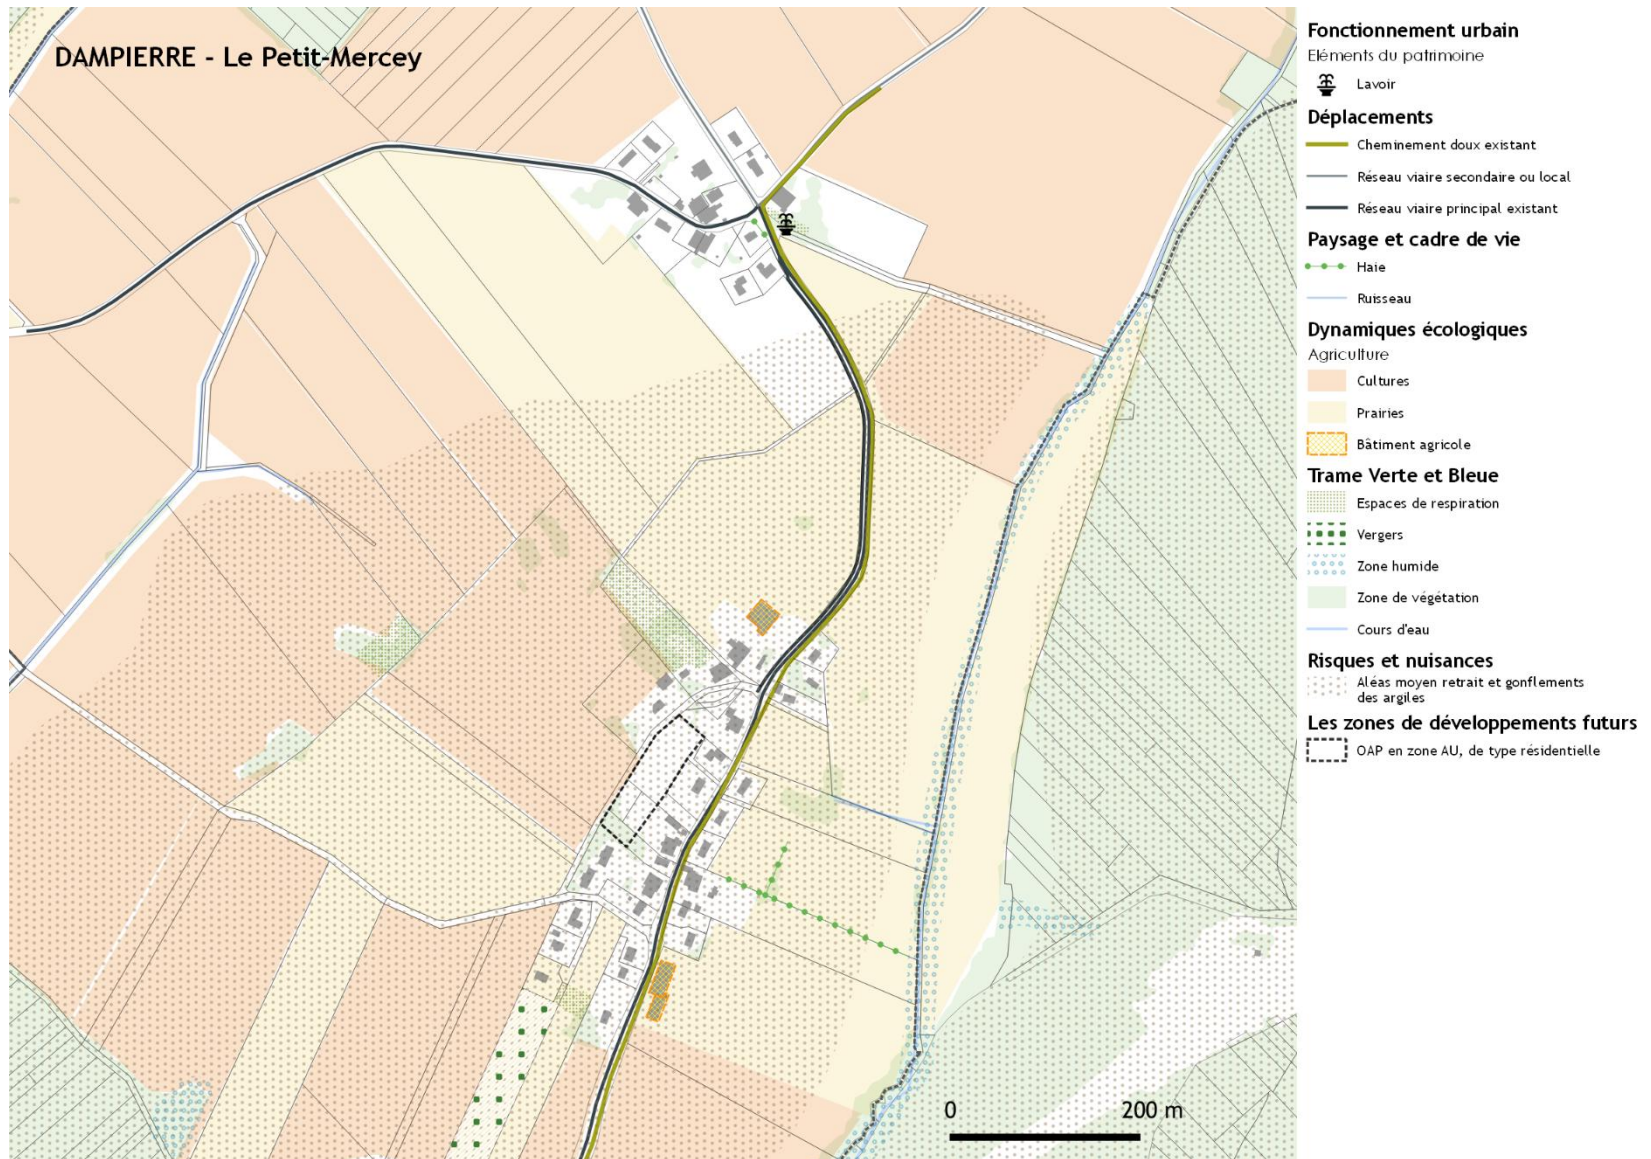 DAMPIERRE - Le Petit-Mercey
0
200 m
Fonctionnement urbain
Eléments du patrimoine
Lavoir
Déplacements
Cheminement doux existant
Réseau viaire secondaire ou local
Réseau viaire principal existant
Paysage et cadre de vie
Haie
Ruisseau
Dynamiques écologiques
Agriculture
Cultures
Prairies
Bâtiment agricole
Trame Verte et Bleue
Espaces de respiration
Vergers
Zone humide
Zone de végétation
Cours d'eau
Risques et nuisances
Aléas moyen retrait et gonflements
des argiles
Les zones de développements futurs
OAP en zone AU, de type résidentielle